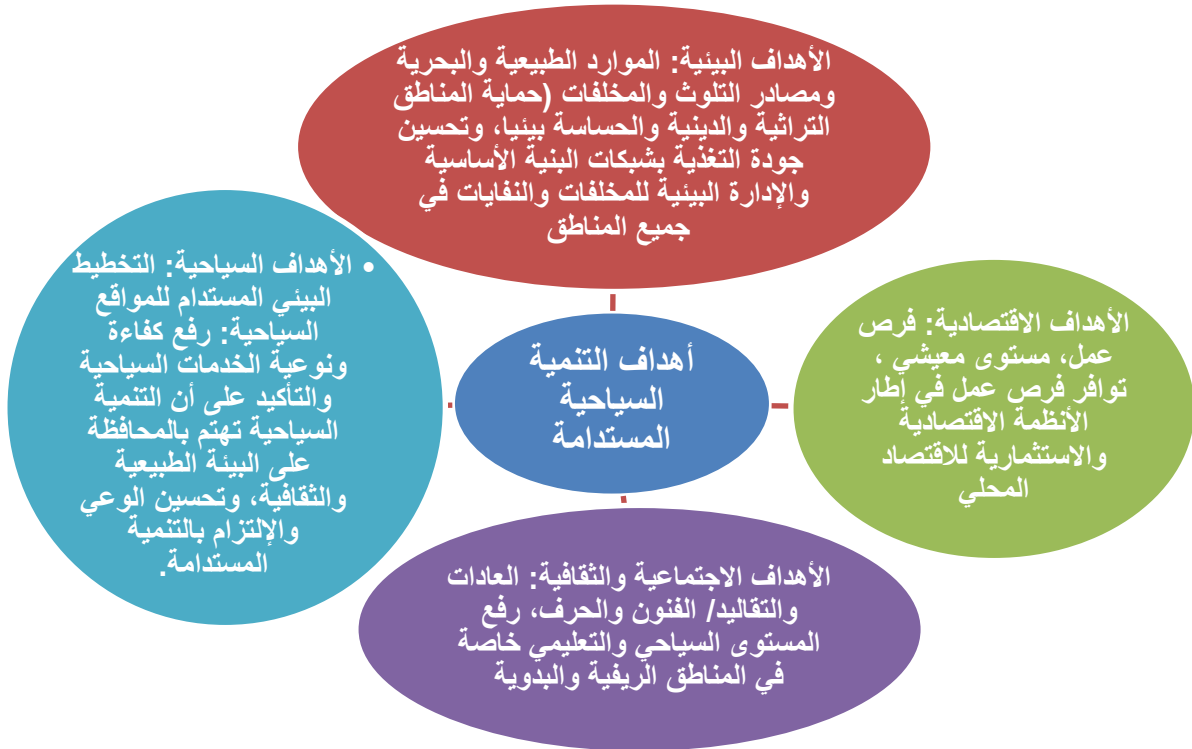 الأهداف البيئية: الموارد الطبيعية والبحرية
ومصادر التلوث والمخلفات (حماية المناطق
التراثية والدينية والحساسة بيئيا، وتحسين
جودة التغذية بشبكات البنية الأساسية
والإدارة البيئية للمخلفات والنفايات في
جميع المناطق
الأهداف الاقتصادية: فرص
عمل، مستوى معيشي ،
توافر فرص عمل في إطار
الأنظمة الاقتصادية
والاستثمارية للاقتصاد
المحلي
أهداف التنمية
السياحية
المستدامة
• الأهداف السياحية: التخطيط
البيئي المستدام للمواقع
السياحية: رفع كفاءة
ونوعية الخدمات السياحية
والتأكيد على أن التنمية
السياحية تهتم بالمحافظة
على البيئة الطبيعية
والثقافية، وتحسين الوعي
والإلتزام بالتنمية
المستدامة.
الأهداف الاجتماعية والثقافية: العادات
والتقاليد/ الفنون والحرف، رفع
المستوى السياحي والتعليمي خاصة
في المناطق الريفية والبدوية